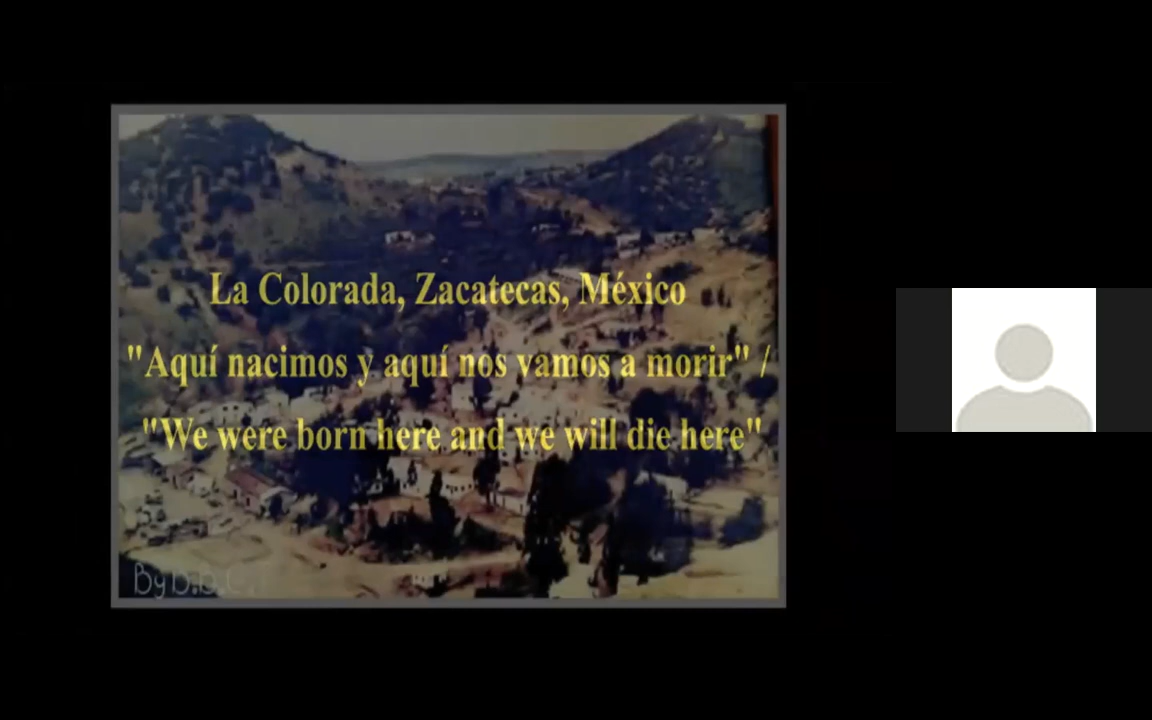 La Colorada, Zacatecas, México
"Aquí nacimos y aquí nos vamos a morir" /
"We were born here and we will die here"
By D.D.C.